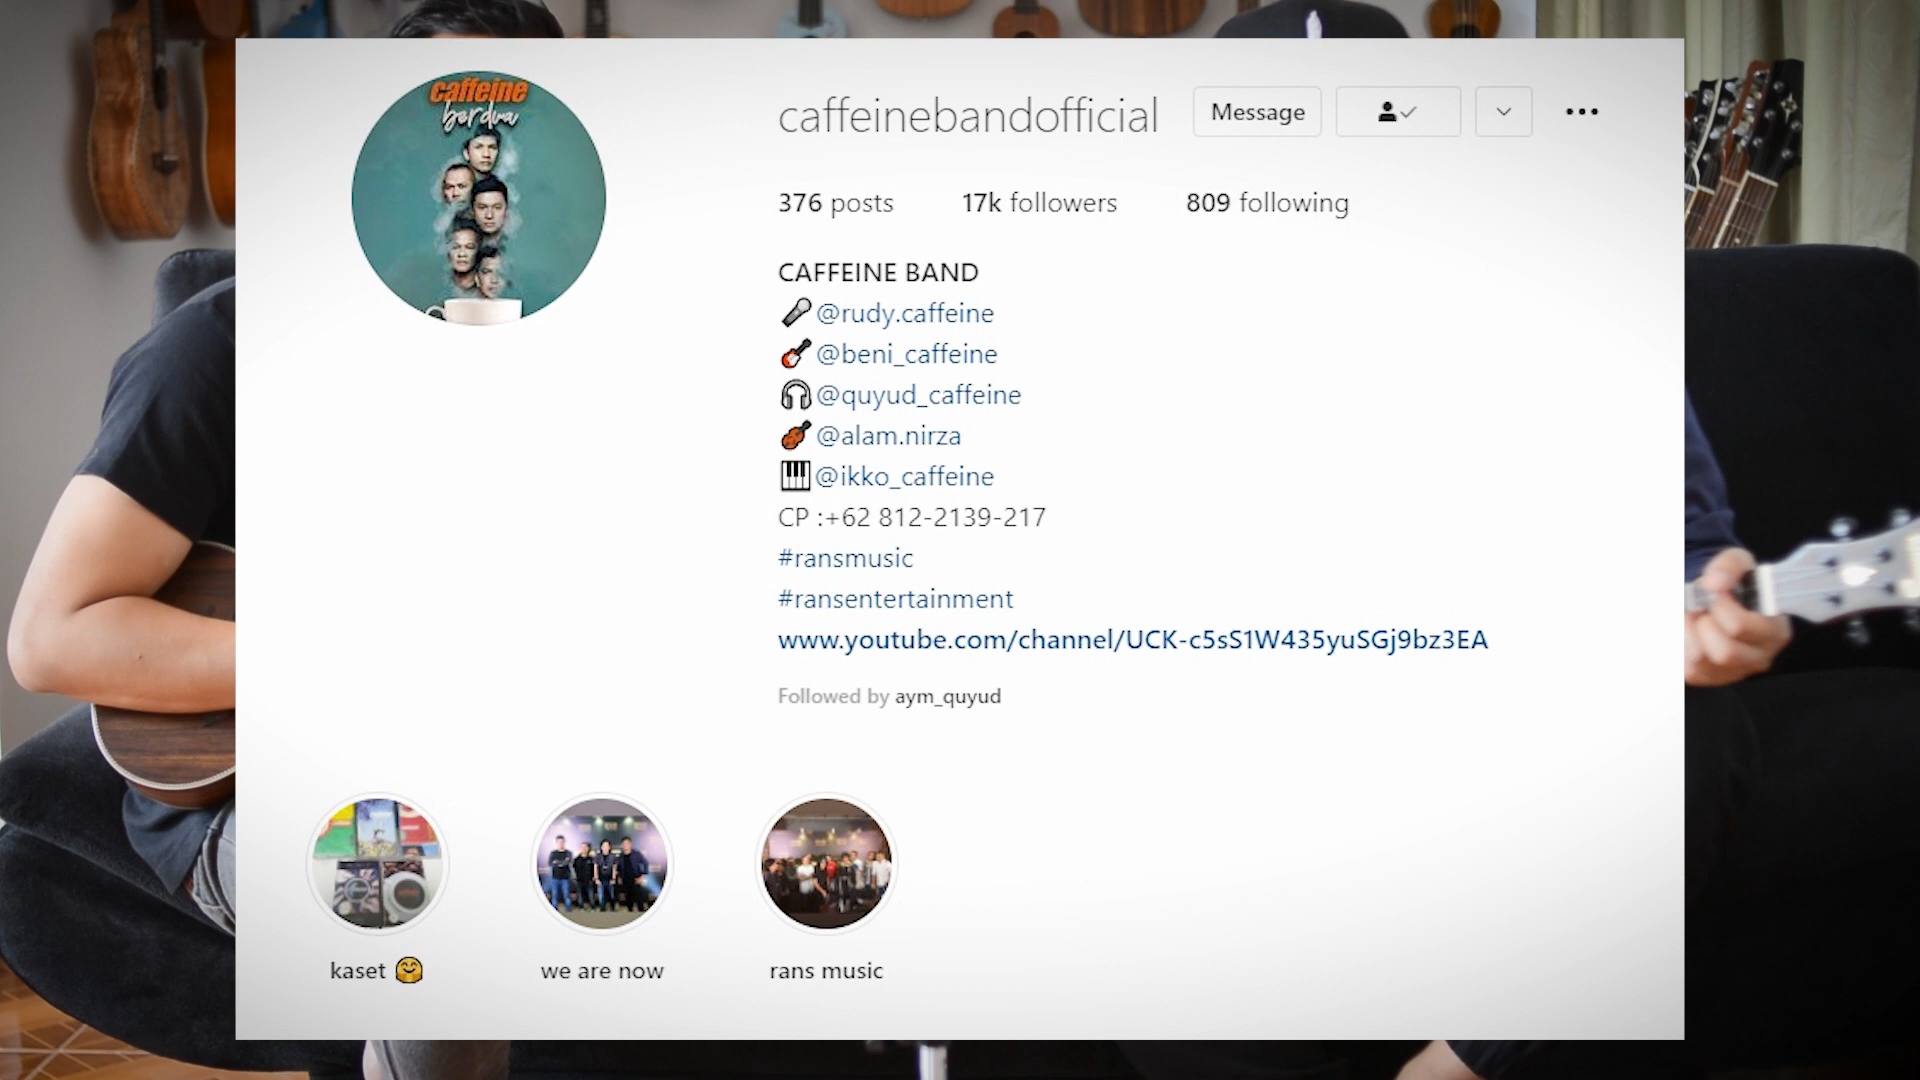 caffeine
berdua
caffeinebandofficial
Message
376 posts 17k followers 809 following
CAFFEINE BAND
@rudy.caffeine
@beni_caffeine
@quyud_caffeine
@alam.nirza
@ikko_caffeine
CP :+62 812-2139-217
#ransmusic
#ransentertainment
www.youtube.com/channel/UCK-c5sS1W435yuSGj9bz3EA
Followed by aym_quyud
kaset 🤗 we are now rans music